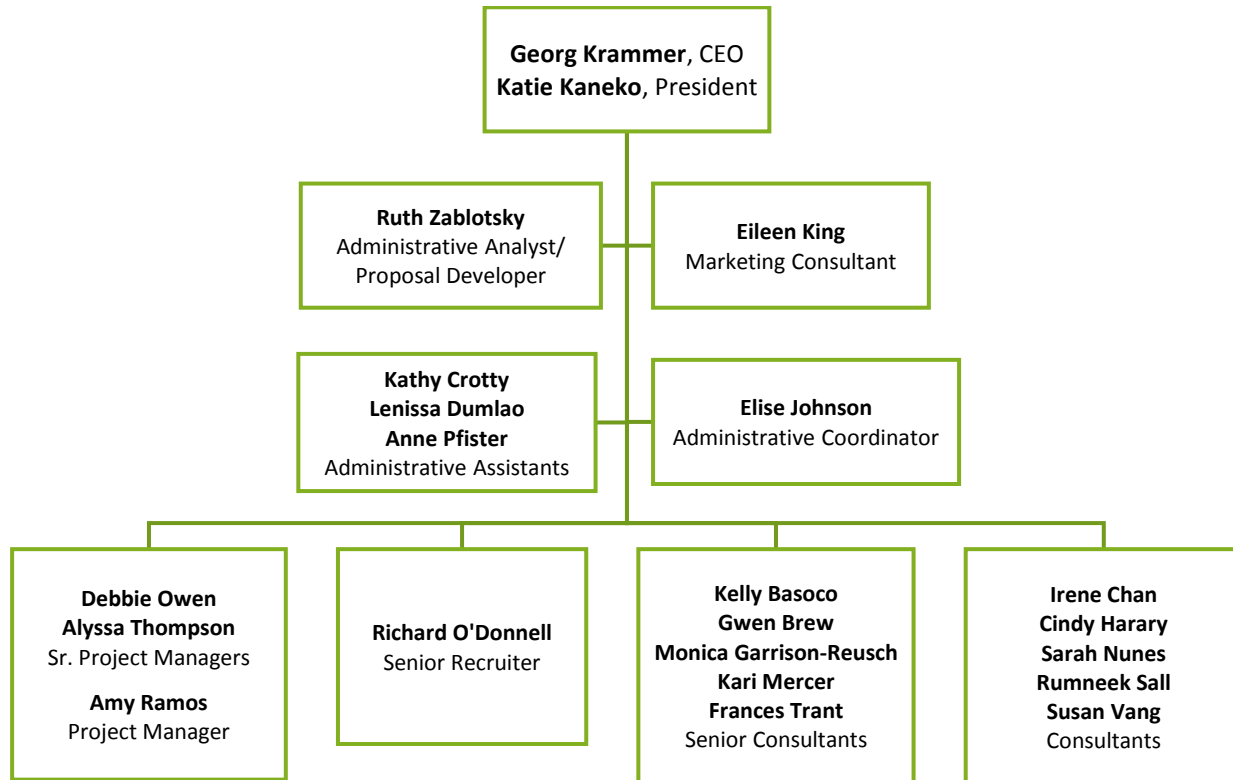 Georg Krammer, CEO
Katie Kaneko, President
Ruth Zablotsky
Administrative Analyst/
Proposal Developer
Eileen King
Marketing Consultant
Kathy Crotty
Lenissa Dumlao
Anne Pfister
Administrative Assistants
Elise Johnson
Administrative Coordinator
Debbie Owen
Alyssa Thompson
Sr. Project Managers
Amy Ramos
Project Manager
Richard O'Donnell
Senior Recruiter
Kelly Basoco
Gwen Brew
Monica Garrison-Reusch
Kari Mercer
Frances Trant
Senior Consultants
Irene Chan
Cindy Harary
Sarah Nunes
Rumneek Sall
Susan Vang
Consultants